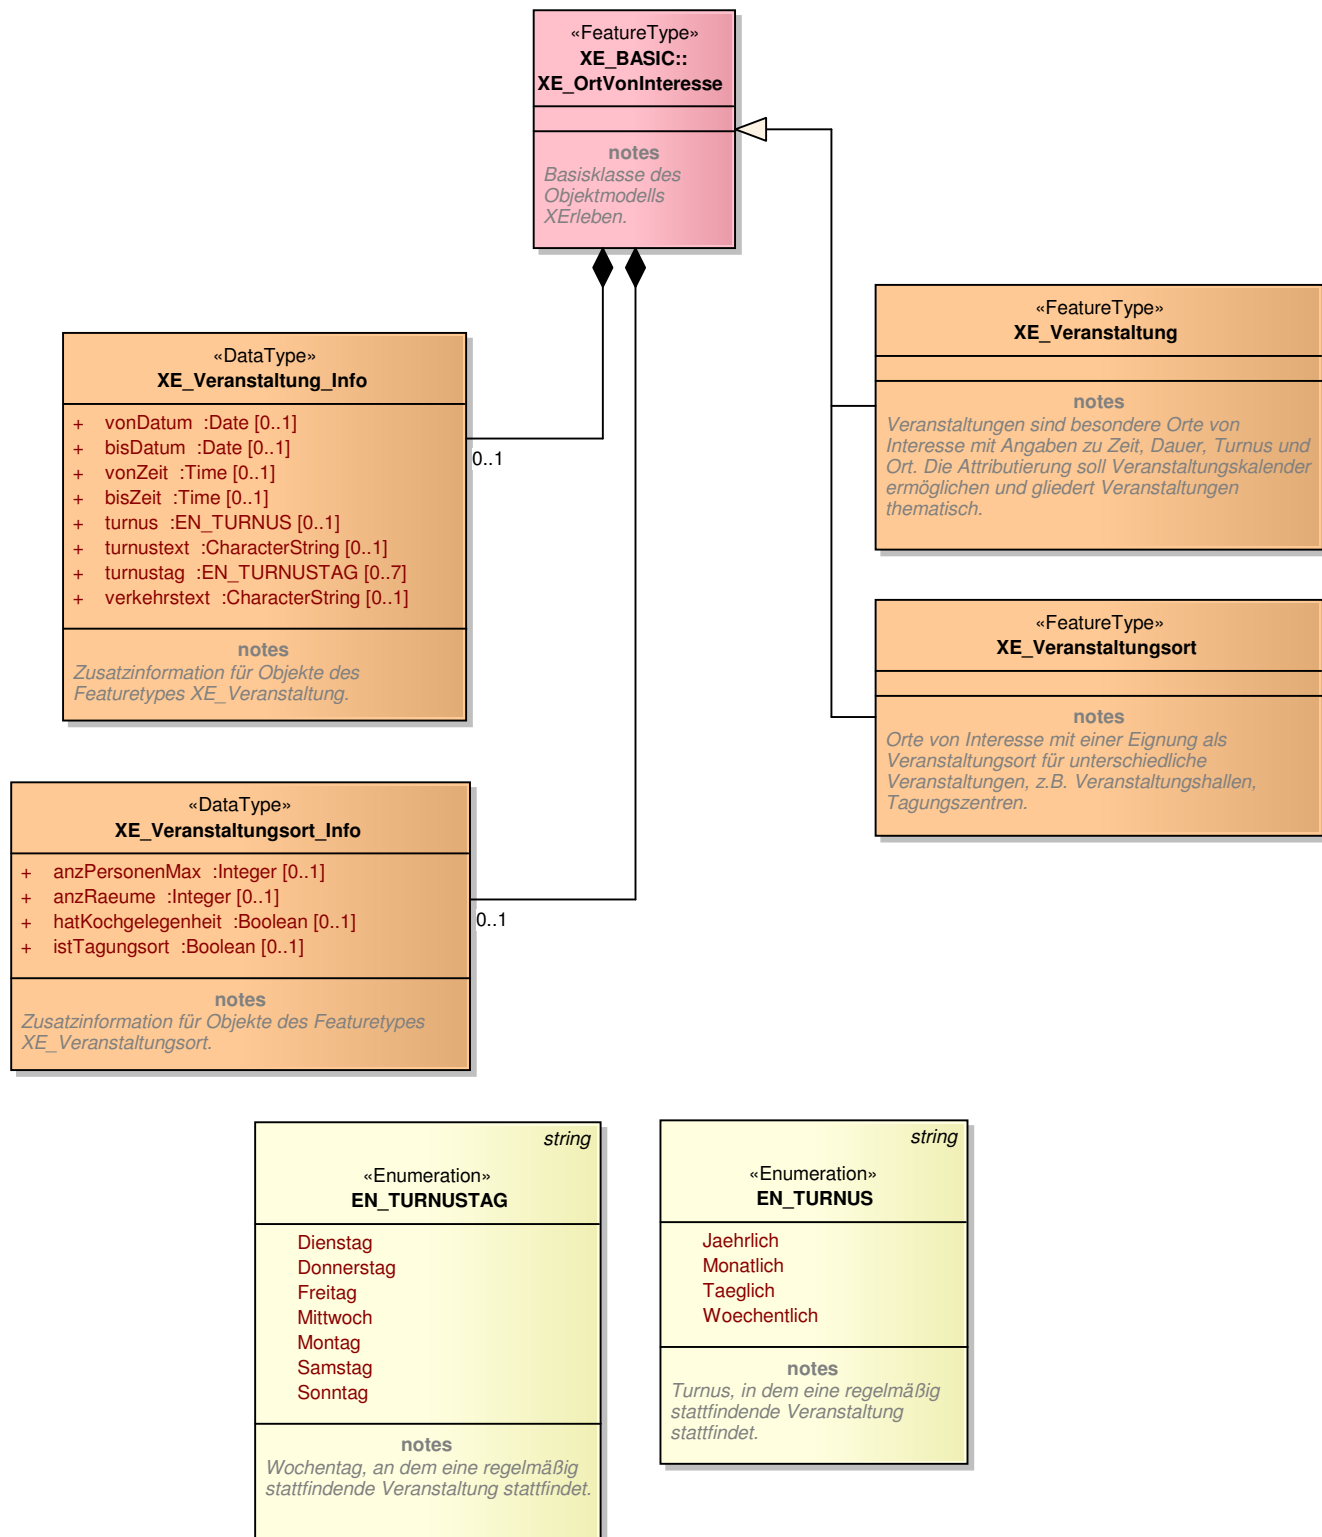 «FeatureType»
XE_BASIC::
XE_OrtVonInteresse
notes
Basisklasse des
Objektmodells
XErleben.
«DataType»
XE_Veranstaltung_Info
+ vonDatum :Date [0..1]
+ bisDatum :Date [0..1]
+ vonZeit :Time [0..1]
+ bisZeit :Time [0..1]
+ turnus :EN_TURNUS [0..1]
+ turnustext :CharacterString [0..1]
+ turnustag :EN_TURNUSTAG [0..7]
+ verkehrstext :CharacterString [0..1]
notes
Zusatzinformation für Objekte des
Featuretypes XE_Veranstaltung.
0..1
«FeatureType»
XE_Veranstaltung
notes
Veranstaltungen sind besondere Orte von
Interesse mit Angaben zu Zeit, Dauer, Turnus und
Ort. Die Attributierung soll Veranstaltungskalender
ermöglichen und gliedert Veranstaltungen
thematisch.
«FeatureType»
XE_Veranstaltungsort
notes
Orte von Interesse mit einer Eignung als
Veranstaltungsort für unterschiedliche
Veranstaltungen, z.B. Veranstaltungshallen,
Tagungszentren.
«DataType»
XE_Veranstaltungsort_Info
+ anzPersonenMax :Integer [0..1]
+ anzRaeume :Integer [0..1]
+ hatKochgelegenheit :Boolean [0..1]
+ istTagungsort :Boolean [0..1]
notes
Zusatzinformation für Objekte des Featuretypes
XE_Veranstaltungsort.
0..1
string
«Enumeration»
EN_TURNUSTAG
Dienstag
Donnerstag
Freitag
Mittwoch
Montag
Samstag
Sonntag
notes
Wochentag, an dem eine regelmäßig
stattfindende Veranstaltung stattfindet.
string
«Enumeration»
EN_TURNUS
Jaehrlich
Monatlich
Taeglich
Woechentlich
notes
Turnus, in dem eine regelmäßig
stattfindende Veranstaltung
stattfindet.